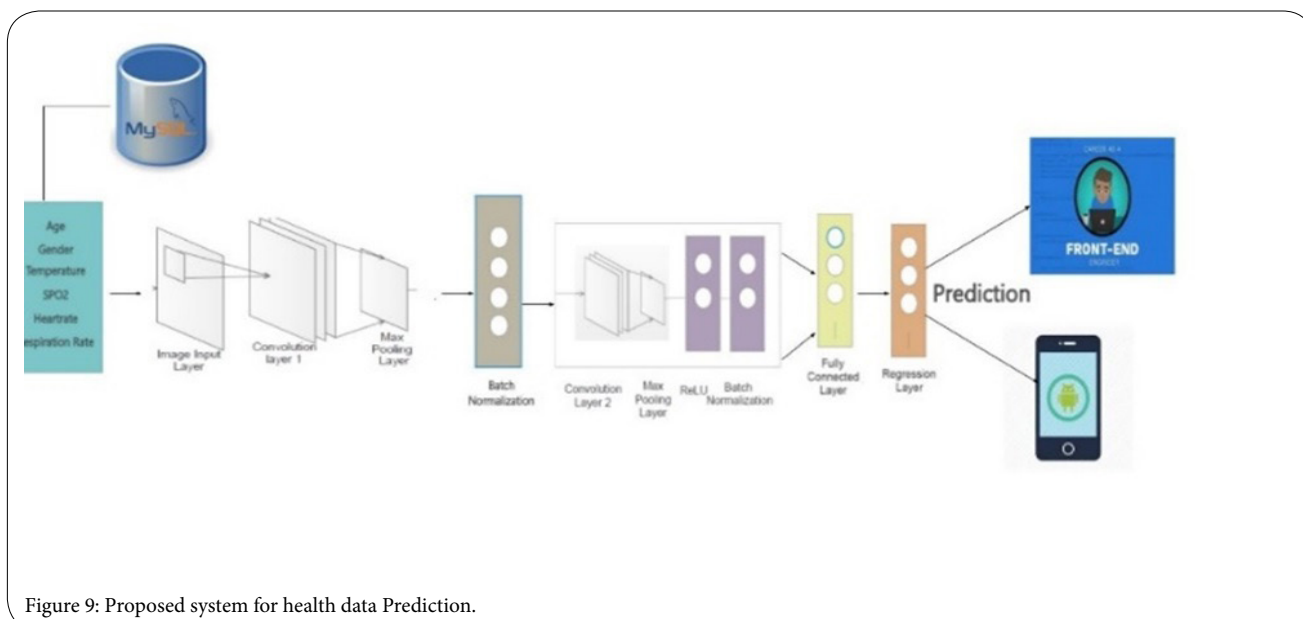 MySQL
Age
Gender
Temperature
SPO2
Heartrate
espiration Rate
Image Input
Layer
Convolution
layer 1
Max
Pooling
Layer
Batch
Normalization
Convolution
Layer 2
Max
Pooling
Layer
ReLU
Batch
Normalization
Fully
Connected
Layer
Regression
Layer
Prediction
FRONT-END
Figure 9: Proposed system for health data Prediction.